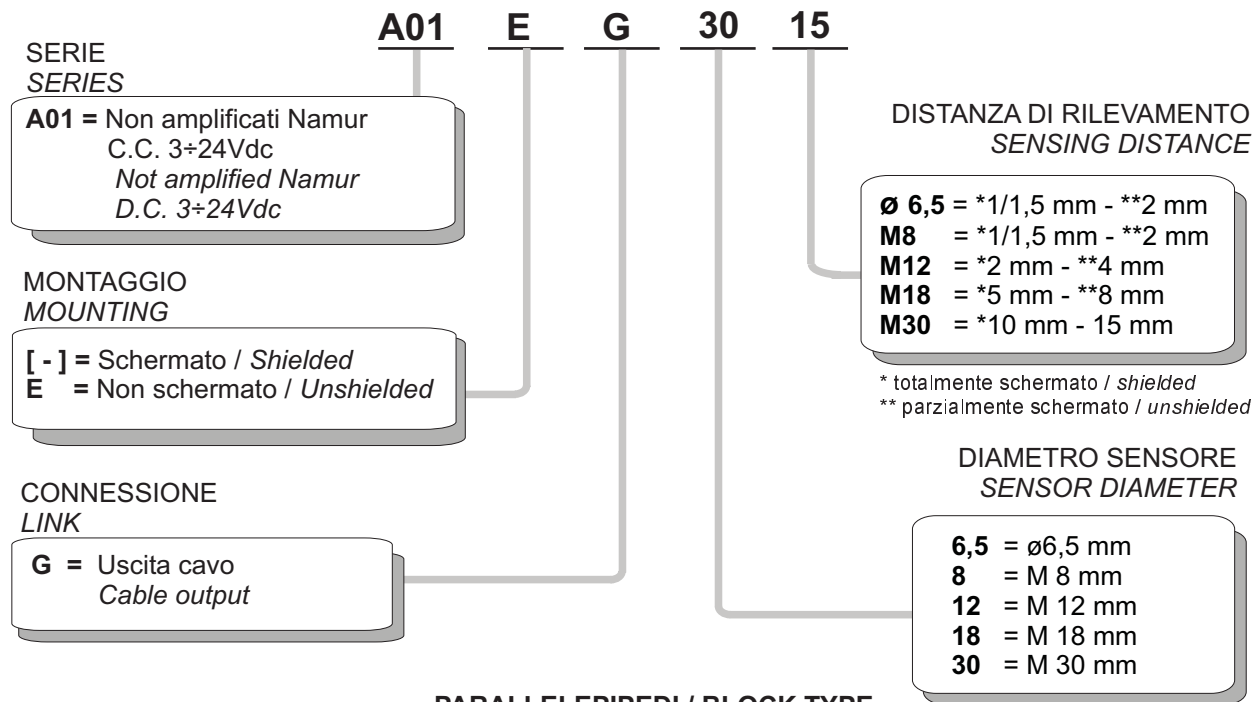 A01 E G 30 15
SERIE
SERIES
A01 = Non amplificati Namur
C.C. 3÷24Vdc
Not amplified Namur
D.C. 3÷24Vdc
MONTAGGIO
MOUNTING
[ - ] = Schermato / Shielded
E = Non schermato / Unshielded
CONNESSIONE
LINK
G = Uscita cavo
Cable output
DISTANZA DI RILEVAMENTO
SENSING DISTANCE
ø 6,5 = *1/1,5 mm - **2 mm
M8 = *1/1,5 mm - **2 mm
M12 = *2 mm - **4 mm
M18 = *5 mm - **8 mm
M30 = *10 mm - 15 mm
* totalmente schermato / shielded
** parzialmente schermato / unshielded
DIAMETRO SENSORE
SENSOR DIAMETER
6,5 = ø6,5 mm
8 = M 8 mm
12 = M 12 mm
18 = M 18 mm
30 = M 30 mm
PARALLELEPIPEDI / BLOCK TYPE